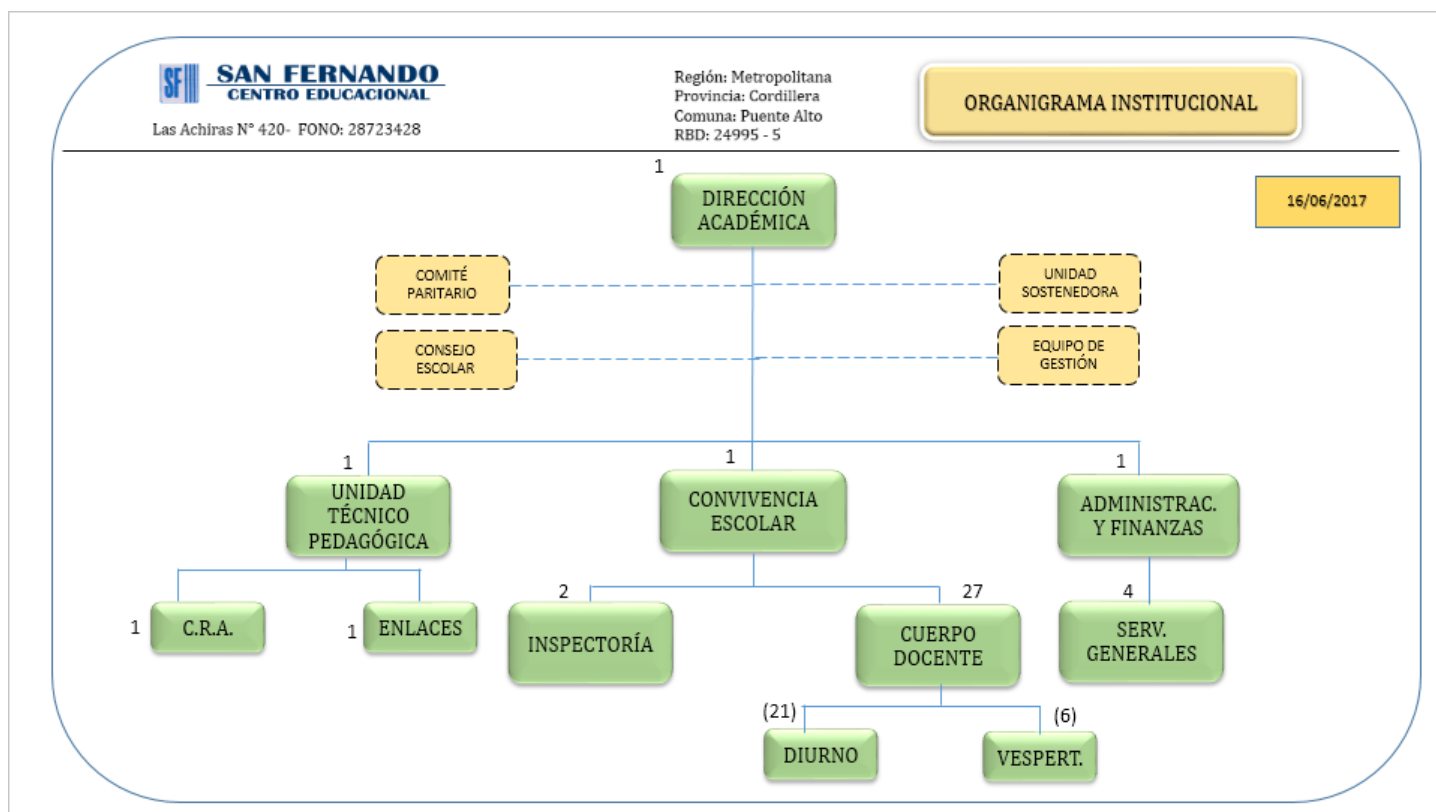 SF
SAN FERNANDO
CENTRO EDUCACIONAL
Las Achiras N° 420- FONO: 28723428
Región: Metropolitana
Provincia: Cordillera
Comuna: Puente Alto
RBD: 24995 - 5
ORGANIGRAMA INSTITUCIONAL
16/06/2017
1
DIRECCIÓN
ACADÉMICA
COMITÉ
PARITARIO
UNIDAD
SOSTENEDORA
CONSEJO
ESCOLAR
EQUIPO DE
GESTIÓN
1
UNIDAD
TÉCNICO
PEDAGÓGICA
1
CONVIVENCIA
ESCOLAR
1
ADMINISTRAC.
Y FINANZAS
1
C.R.A.
1
ENLACES
2
INSPECTORÍA
27
CUERPO
DOCENTE
4
SERV.
GENERALES
(21)
DIURNO
(6)
VESPERT.